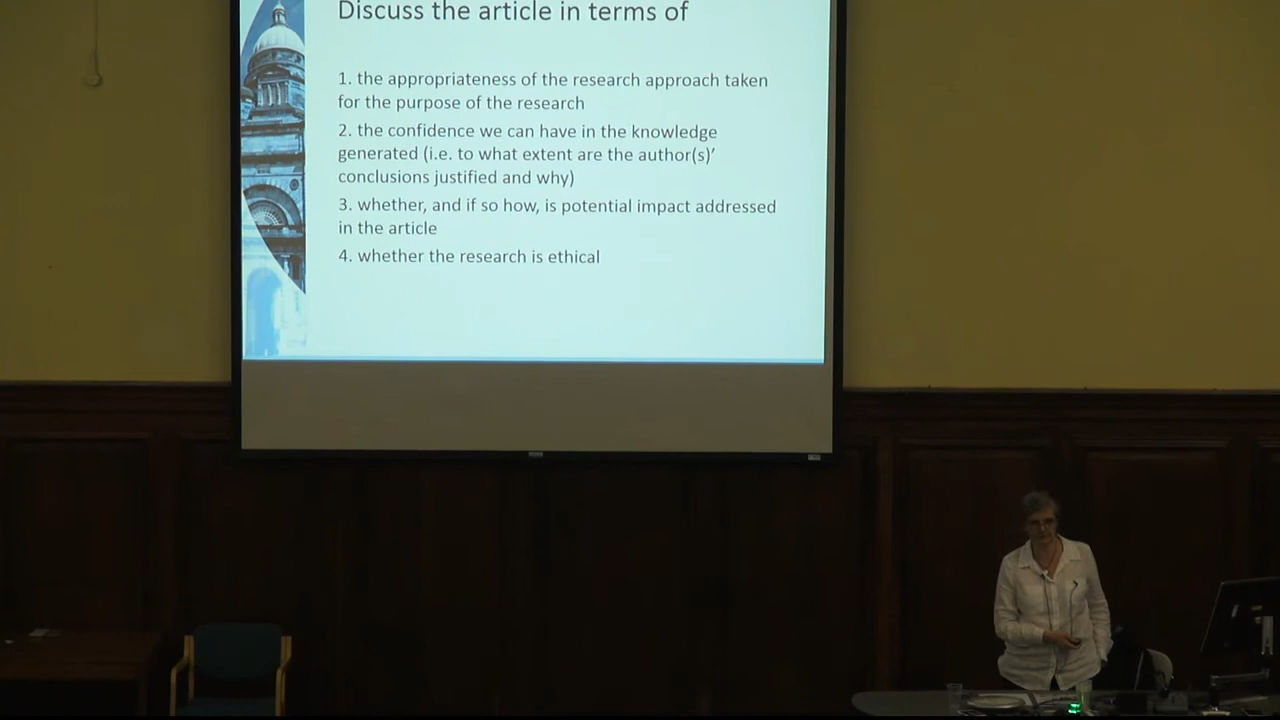 Discuss the article in terms of
1. the appropriateness of the research approach taken
for the purpose of the research
2. the confidence we can have in the knowledge
generated (i.e. to what extent are the author(s)’
conclusions justified and why)
3. whether, and if so how, is potential impact addressed
in the article
4. whether the research is ethical